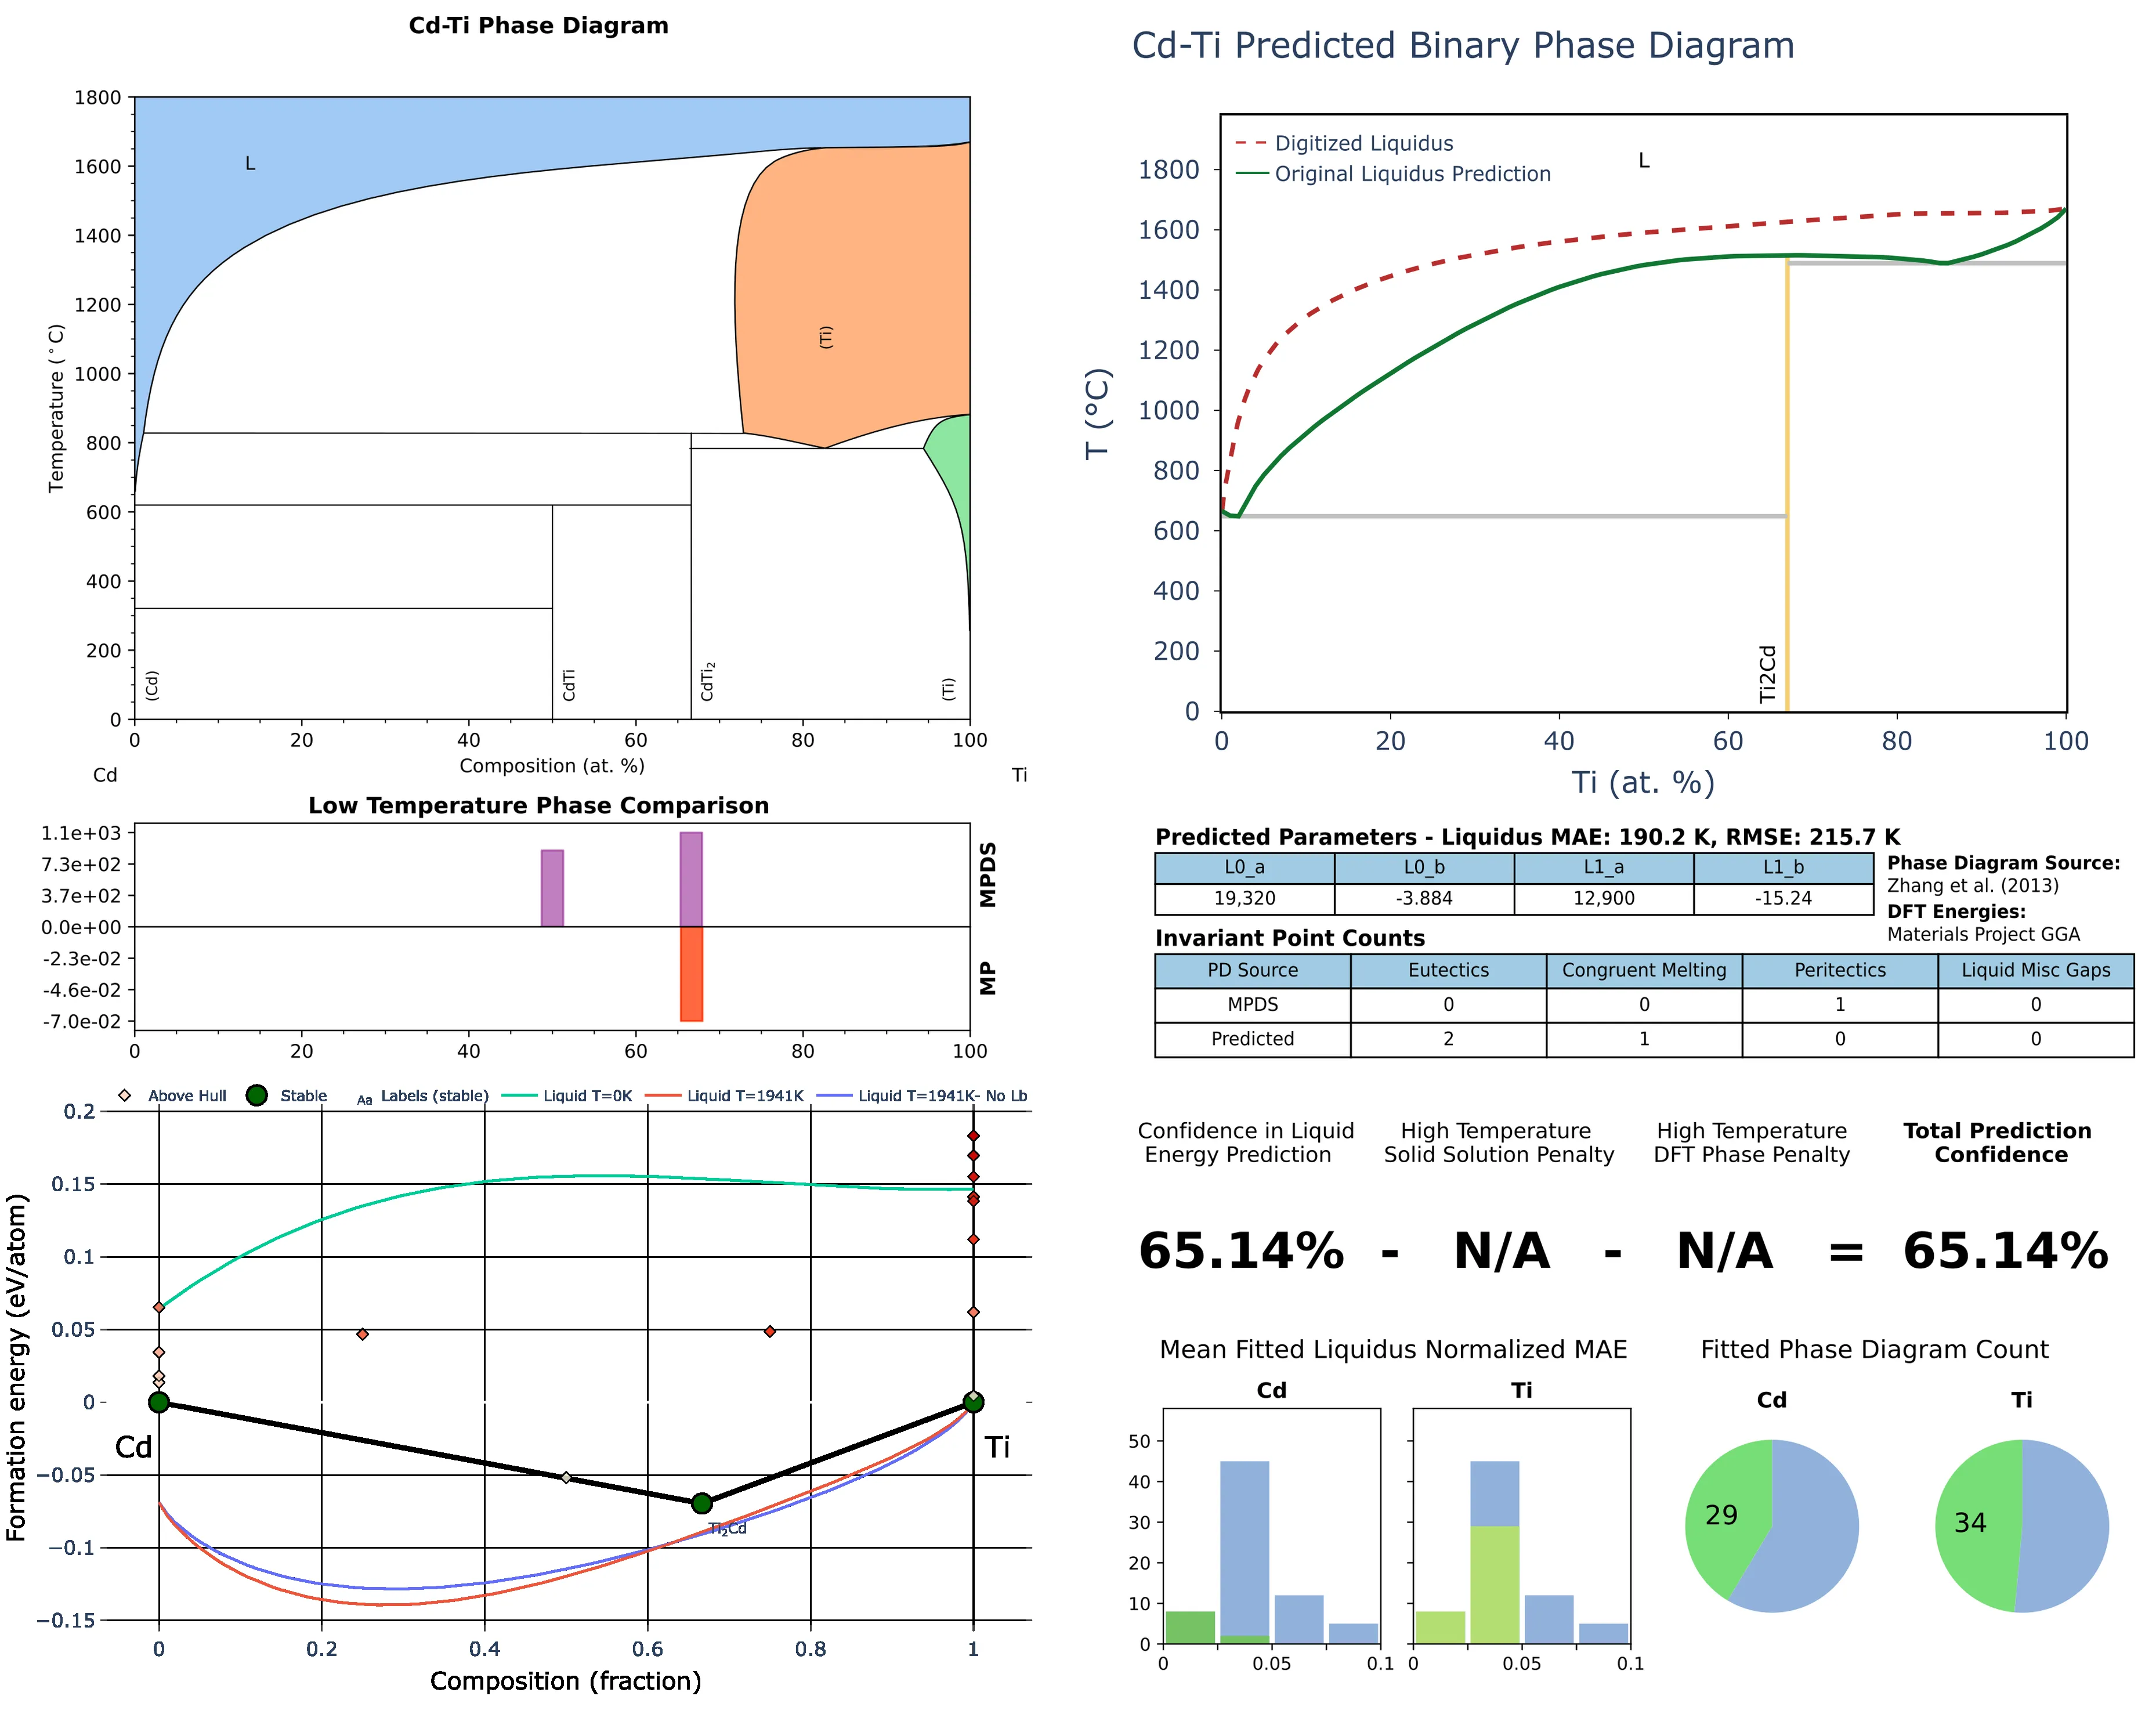 Cd-Ti Phase Diagram
1800
1600
1400
1200
1000
800
600
400
200
0
Temperature (°C)
L
(Ti)
(Cd)
CdTi
CdTi₂
(Ti)
0 20 40 60 80 100
Composition (at. %)
Cd Ti
Low Temperature Phase Comparison
1.1e+03
7.3e+02
3.7e+02
0.0e+00
-2.3e-02
-4.6e-02
-7.0e-02
MPDS
MP
0 20 40 60 80 100
Above Hull Stable Aa Labels (stable) Liquid T=0K Liquid T=1941K Liquid T=1941K- No Lb
0.2
0.15
0.1
0.05
0
−0.05
−0.1
−0.15
Formation energy (eV/atom)
Cd
Ti
Ti₂Cd
0 0.2 0.4 0.6 0.8 1
Composition (fraction)
Cd-Ti Predicted Binary Phase Diagram
Digitized Liquidus
Original Liquidus Prediction
L
1800
1600
1400
1200
1000
800
600
400
200
0
T (°C)
Ti2Cd
0 20 40 60 80 100
Ti (at. %)
Predicted Parameters - Liquidus MAE: 190.2 K, RMSE: 215.7 K
L0_a L0_b L1_a L1_b
19,320 -3.884 12,900 -15.24
Phase Diagram Source:
Zhang et al. (2013)
DFT Energies:
Materials Project GGA
Invariant Point Counts
PD Source Eutectics Congruent Melting Peritectics Liquid Misc Gaps
MPDS 0 0 1 0
Predicted 2 1 0 0
Confidence in Liquid
Energy Prediction
High Temperature
Solid Solution Penalty
High Temperature
DFT Phase Penalty
Total Prediction
Confidence
65.14% - N/A - N/A = 65.14%
Mean Fitted Liquidus Normalized MAE
Cd Ti
50
40
30
20
10
0
0 0.05 0.1
0 0.05 0.1
Fitted Phase Diagram Count
Cd Ti
29
34